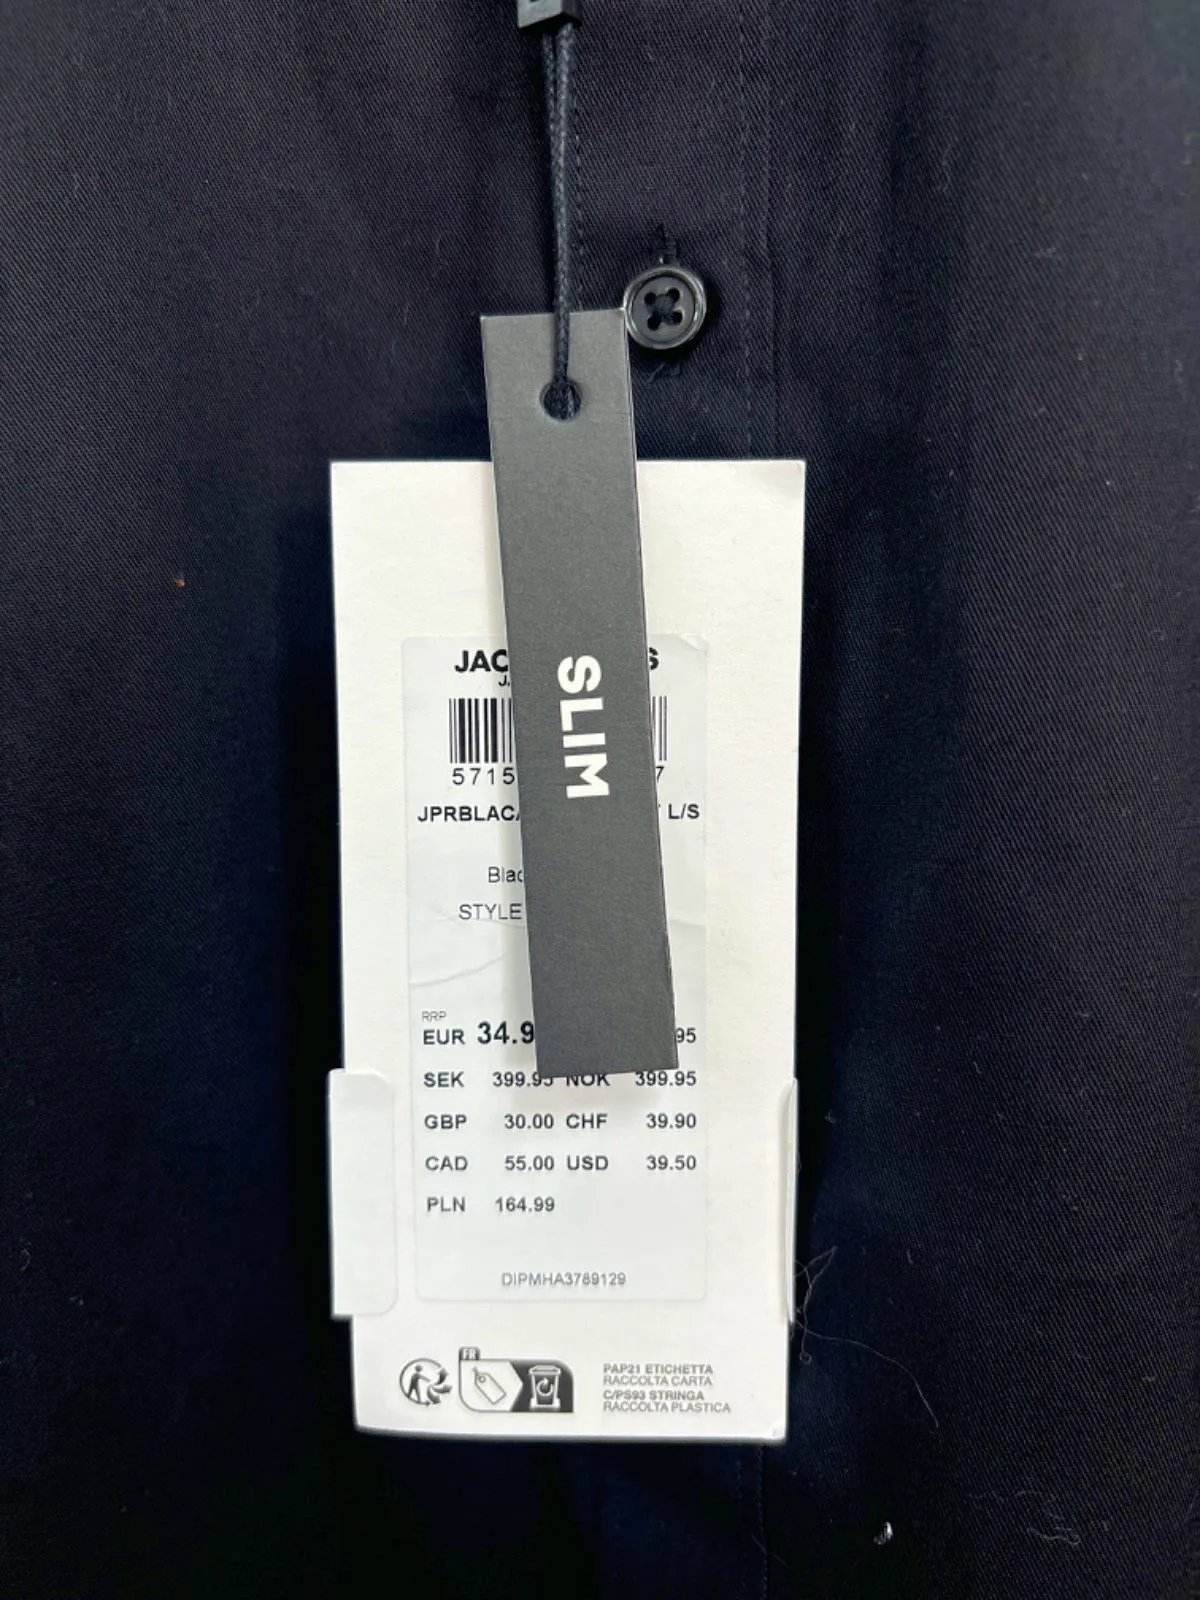 SLIM
JAC S
J.
5715 7
JPRBLACA L/S
Blac
STYLE
RRP
EUR 34.9 95
SEK 399.95 NOK 399.95
GBP 30.00 CHF 39.90
CAD 55.00 USD 39.50
PLN 164.99
DIPMHA3789129
FR
PAP21 ETICHETTA
RACCOLTA CARTA
C/PS93 STRINGA
RACCOLTA PLASTICA